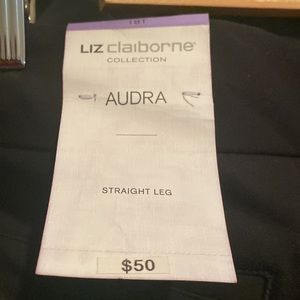 LIZ claiborne®
COLLECTION
AUDRA
STRAIGHT LEG
$50